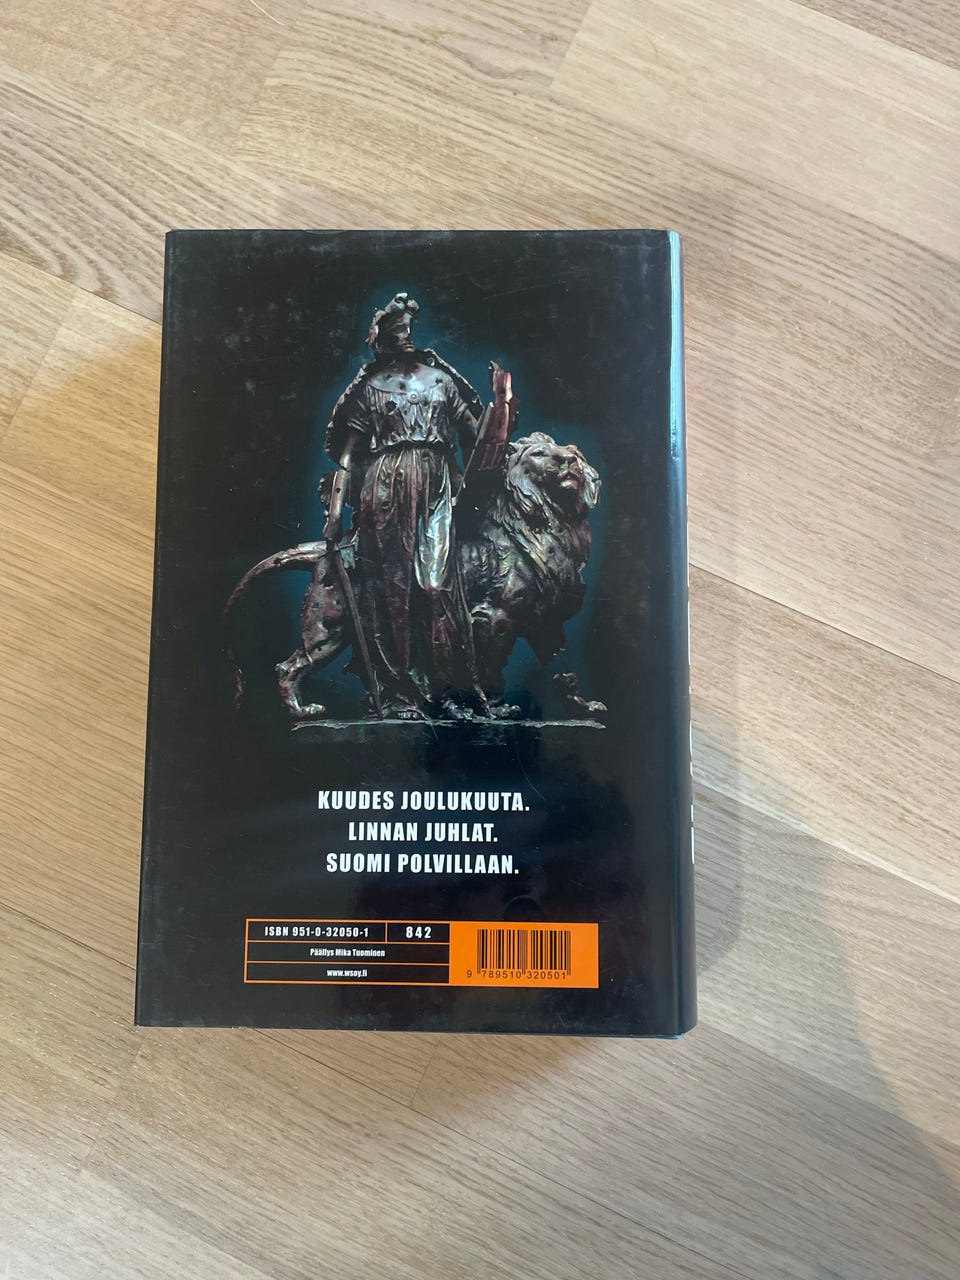 KUUDES JOULUKUUTA.
LINNAN JUHLAT.
SUOMI POLVILLAAN.
ISBN 951-0-32050-1
842
Päällys Mika Tuominen
www.wsoy.fi
9 789510 320501